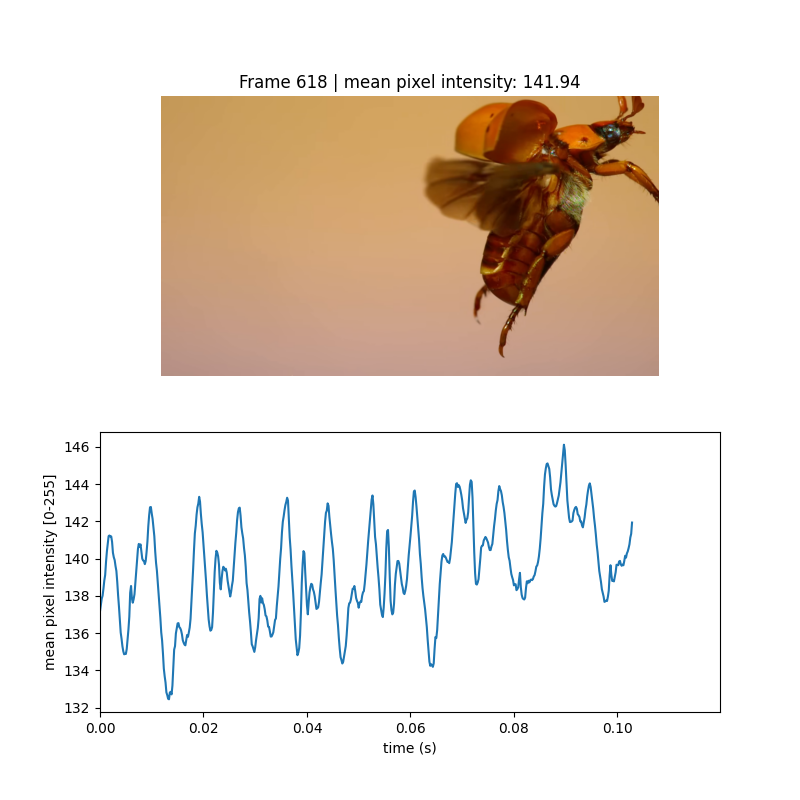 Frame 618 | mean pixel intensity: 141.94
146
144
142
140
138
136
134
132
mean pixel intensity [0-255]
0.00 0.02 0.04 0.06 0.08 0.10
time (s)